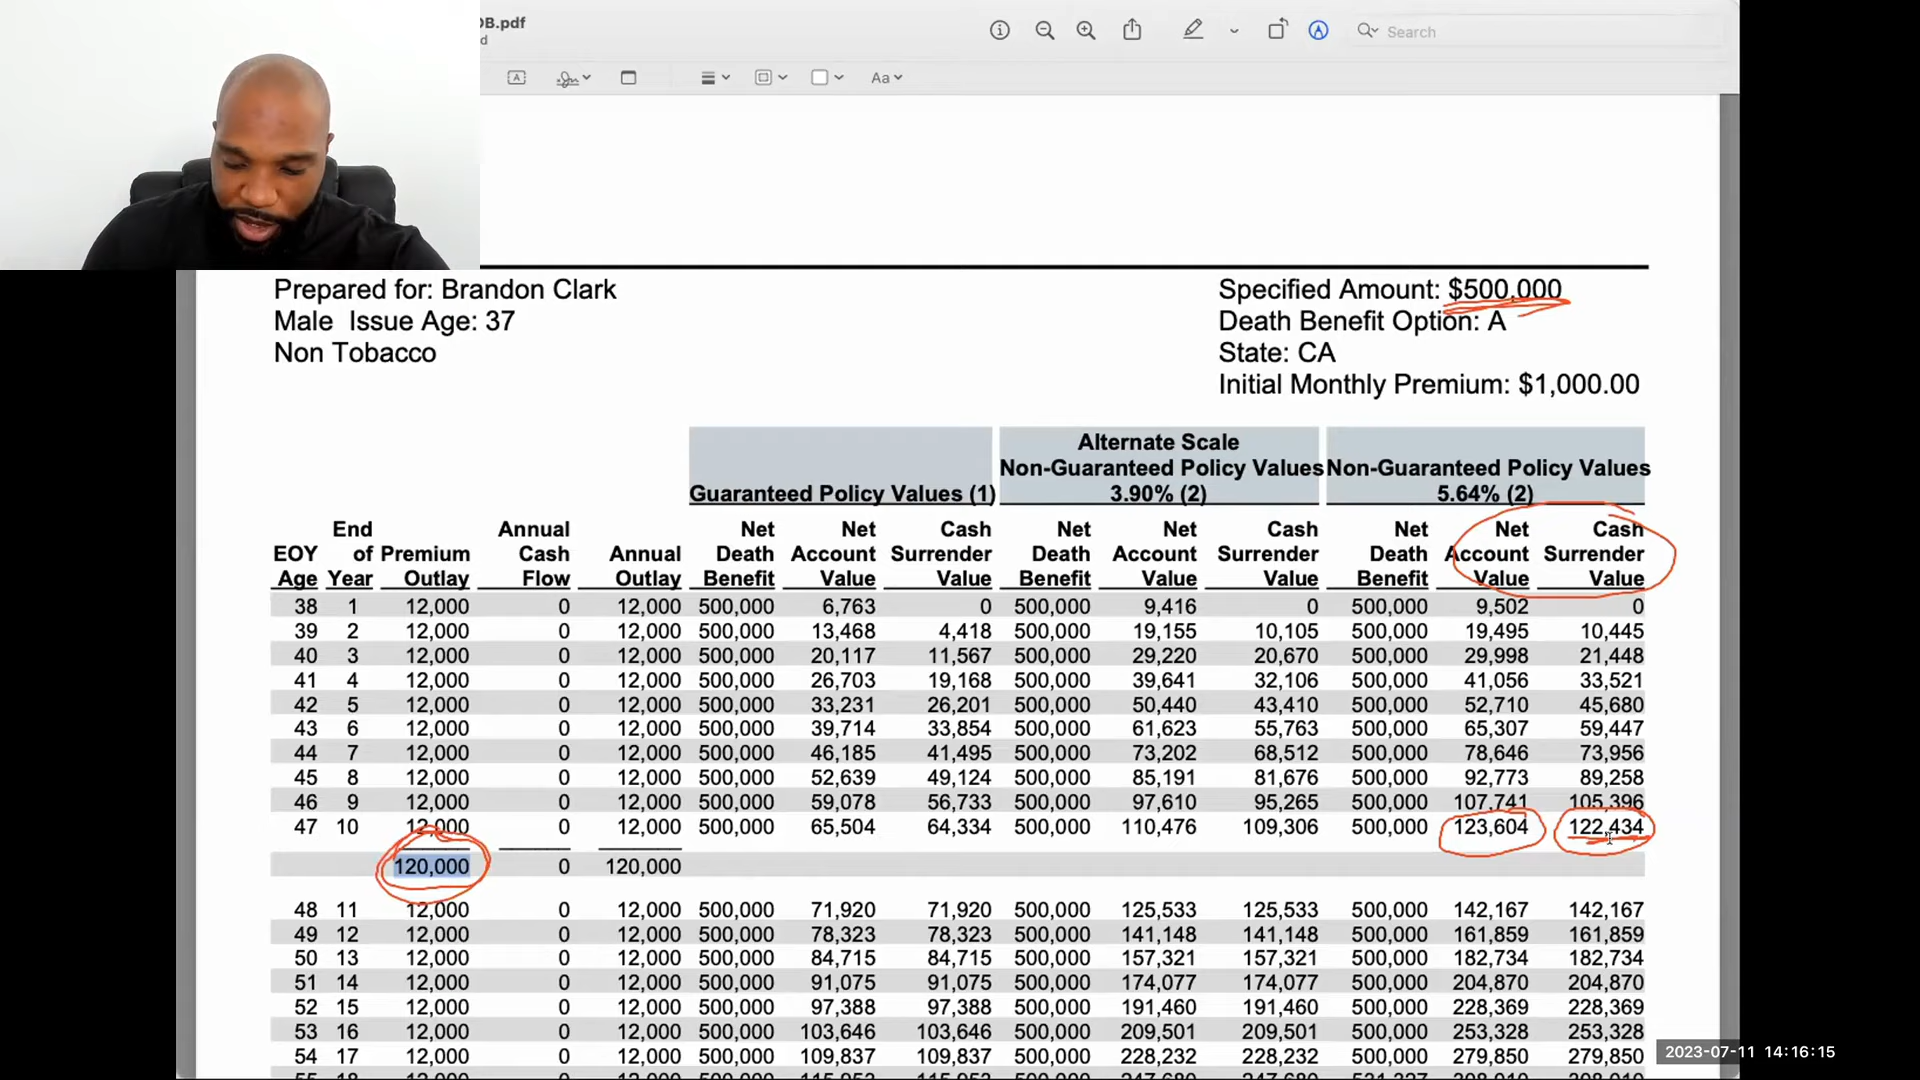 DB.pdf
d
Search
Aa
Prepared for: Brandon Clark
Male Issue Age: 37
Non Tobacco
Specified Amount: $500,000
Death Benefit Option: A
State: CA
Initial Monthly Premium: $1,000.00
Guaranteed Policy Values (1)
Alternate Scale
Non-Guaranteed Policy Values
3.90% (2)
Non-Guaranteed Policy Values
5.64% (2)
EOY Age
End of Year
Premium Outlay
Annual Cash Flow
Annual Outlay
Net Death Benefit
Net Account Value
Cash Surrender Value
Net Death Benefit
Net Account Value
Cash Surrender Value
Net Death Benefit
Net Account Value
Cash Surrender Value
38 1 12,000 0 12,000 500,000 6,763 0 500,000 9,416 0 500,000 9,502 0
39 2 12,000 0 12,000 500,000 13,468 4,418 500,000 19,155 10,105 500,000 19,495 10,445
40 3 12,000 0 12,000 500,000 20,117 11,567 500,000 29,220 20,670 500,000 29,998 21,448
41 4 12,000 0 12,000 500,000 26,703 19,168 500,000 39,641 32,106 500,000 41,056 33,521
42 5 12,000 0 12,000 500,000 33,231 26,201 500,000 50,440 43,410 500,000 52,710 45,680
43 6 12,000 0 12,000 500,000 39,714 33,854 500,000 61,623 55,763 500,000 65,307 59,447
44 7 12,000 0 12,000 500,000 46,185 41,495 500,000 73,202 68,512 500,000 78,646 73,956
45 8 12,000 0 12,000 500,000 52,639 49,124 500,000 85,191 81,676 500,000 92,773 89,258
46 9 12,000 0 12,000 500,000 59,078 56,733 500,000 97,610 95,265 500,000 107,741 105,396
47 10 12,000 0 12,000 500,000 65,504 64,334 500,000 110,476 109,306 500,000 123,604 122,434
120,000 0 120,000
48 11 12,000 0 12,000 500,000 71,920 71,920 500,000 125,533 125,533 500,000 142,167 142,167
49 12 12,000 0 12,000 500,000 78,323 78,323 500,000 141,148 141,148 500,000 161,859 161,859
50 13 12,000 0 12,000 500,000 84,715 84,715 500,000 157,321 157,321 500,000 182,734 182,734
51 14 12,000 0 12,000 500,000 91,075 91,075 500,000 174,077 174,077 500,000 204,870 204,870
52 15 12,000 0 12,000 500,000 97,388 97,388 500,000 191,460 191,460 500,000 228,369 228,369
53 16 12,000 0 12,000 500,000 103,646 103,646 500,000 209,501 209,501 500,000 253,328 253,328
54 17 12,000 0 12,000 500,000 109,837 109,837 500,000 228,232 228,232 500,000 279,850 279,850
2023-07-11 14:16:15